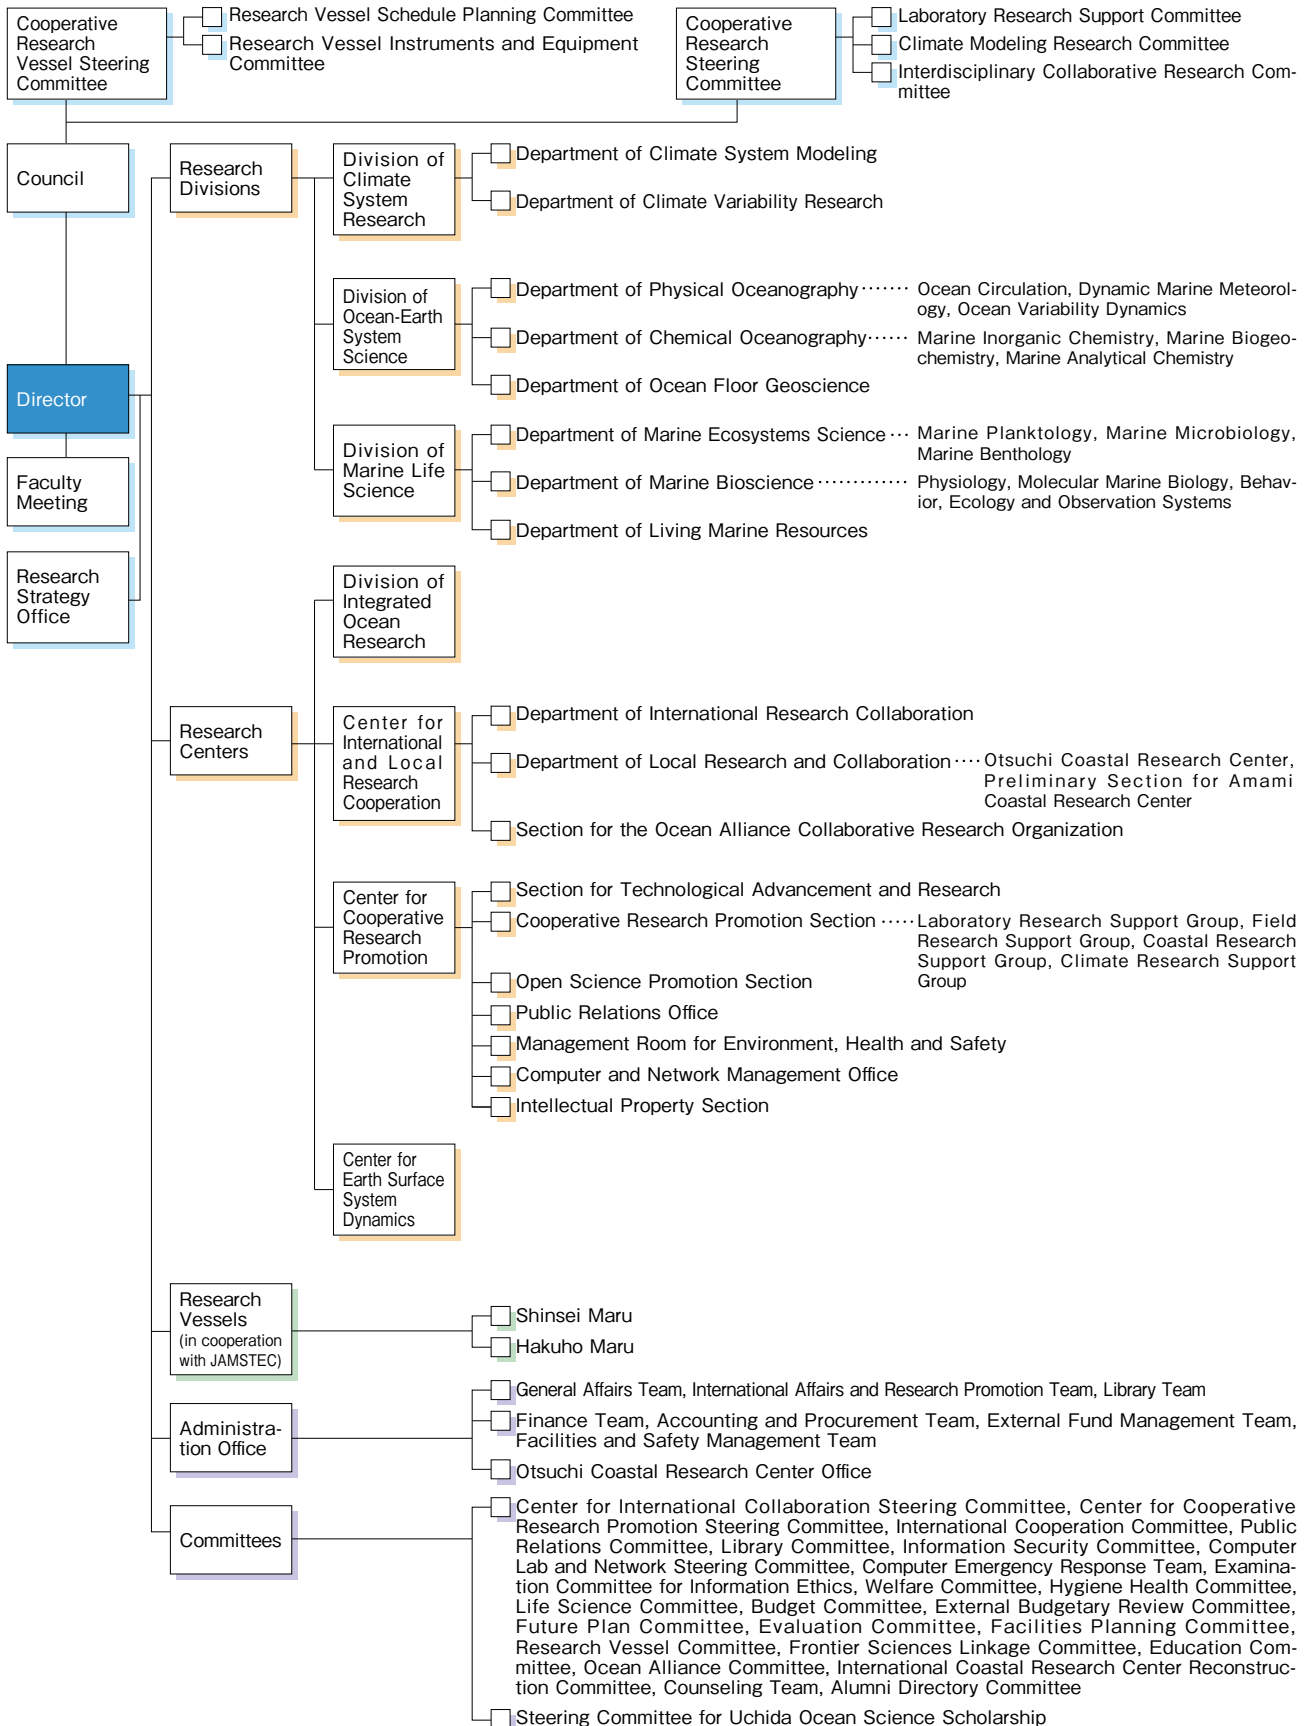 Cooperative
Research
Vessel Steering
Committee
Research Vessel Schedule Planning Committee
Research Vessel Instruments and Equipment
Committee
Cooperative
Research
Steering
Committee
Laboratory Research Support Committee
Climate Modeling Research Committee
Interdisciplinary Collaborative Research Com-
mittee
Council
Director
Faculty
Meeting
Research
Strategy
Office
Research
Divisions
Division of
Climate
System
Research
Department of Climate System Modeling
Department of Climate Variability Research
Division of
Ocean-Earth
System
Science
Department of Physical Oceanography ······· Ocean Circulation, Dynamic Marine Meteorol-
ogy, Ocean Variability Dynamics
Department of Chemical Oceanography ······ Marine Inorganic Chemistry, Marine Biogeo-
chemistry, Marine Analytical Chemistry
Department of Ocean Floor Geoscience
Division of
Marine Life
Science
Department of Marine Ecosystems Science ··· Marine Planktology, Marine Microbiology,
Marine Benthology
Department of Marine Bioscience ············· Physiology, Molecular Marine Biology, Behav-
ior, Ecology and Observation Systems
Department of Living Marine Resources
Research
Centers
Division of
Integrated
Ocean
Research
Center for
International
and Local
Research
Cooperation
Department of International Research Collaboration
Department of Local Research and Collaboration ···· Otsuchi Coastal Research Center,
Preliminary Section for Amami
Coastal Research Center
Section for the Ocean Alliance Collaborative Research Organization
Center for
Cooperative
Research
Promotion
Section for Technological Advancement and Research
Cooperative Research Promotion Section ····· Laboratory Research Support Group, Field
Research Support Group, Coastal Research
Support Group, Climate Research Support
Group
Open Science Promotion Section
Public Relations Office
Management Room for Environment, Health and Safety
Computer and Network Management Office
Intellectual Property Section
Center for
Earth Surface
System
Dynamics
Research
Vessels
(in cooperation
with JAMSTEC)
Shinsei Maru
Hakuho Maru
Administra-
tion Office
General Affairs Team, International Affairs and Research Promotion Team, Library Team
Finance Team, Accounting and Procurement Team, External Fund Management Team,
Facilities and Safety Management Team
Otsuchi Coastal Research Center Office
Committees
Center for International Collaboration Steering Committee, Center for Cooperative
Research Promotion Steering Committee, International Cooperation Committee, Public
Relations Committee, Library Committee, Information Security Committee, Computer
Lab and Network Steering Committee, Computer Emergency Response Team, Examina-
tion Committee for Information Ethics, Welfare Committee, Hygiene Health Committee,
Life Science Committee, Budget Committee, External Budgetary Review Committee,
Future Plan Committee, Evaluation Committee, Facilities Planning Committee,
Research Vessel Committee, Frontier Sciences Linkage Committee, Education Com-
mittee, Ocean Alliance Committee, International Coastal Research Center Reconstruc-
tion Committee, Counseling Team, Alumni Directory Committee
Steering Committee for Uchida Ocean Science Scholarship